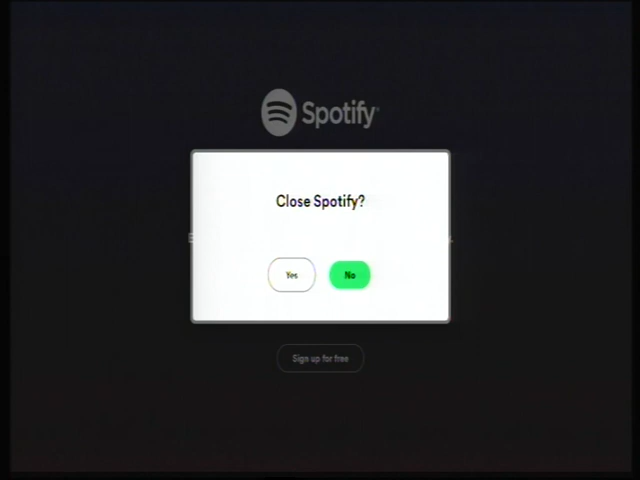 Spotify
Close Spotify?
Yes
No
Sign up for free